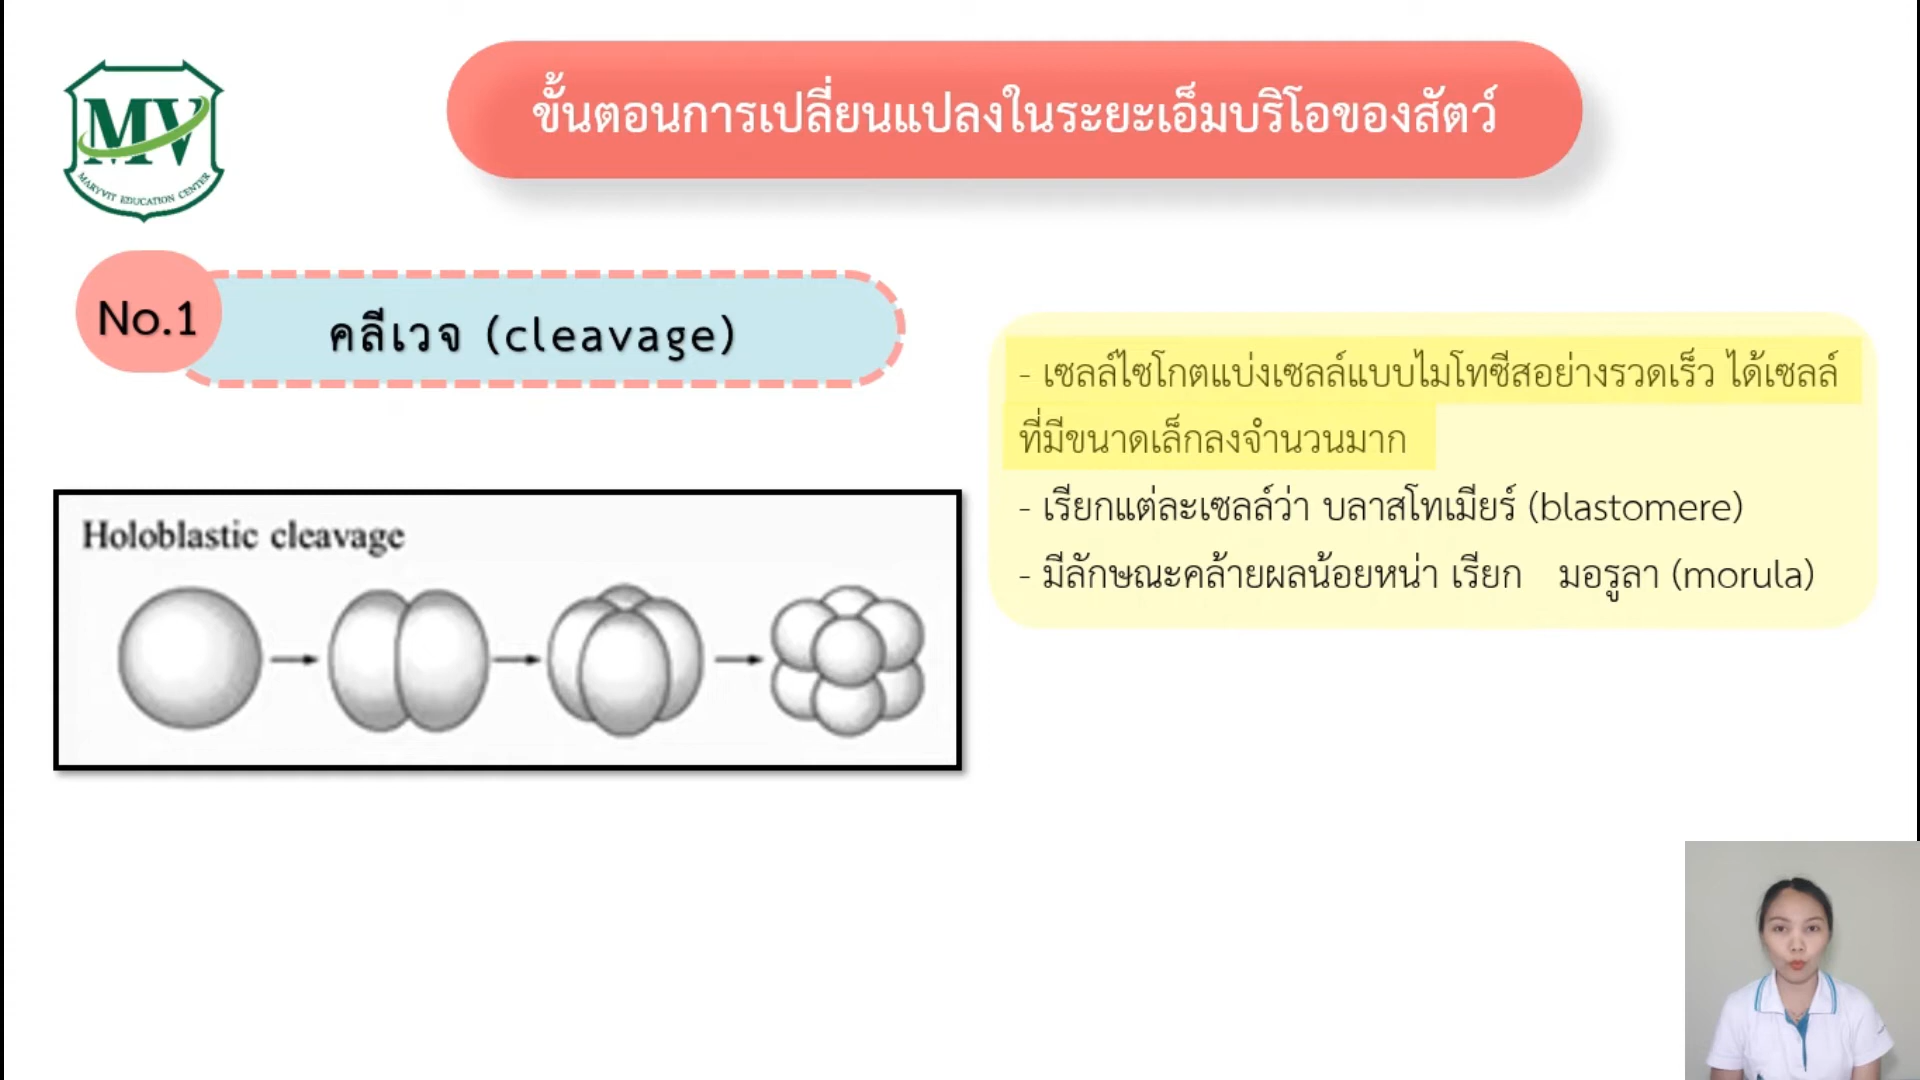 ขั้นตอนการเปลี่ยนแปลงในระยะเอ็มบริโอของสัตว์
MV
MARYVIT EDUCATION CENTER
No.1
คลีเวจ (cleavage)
- เซลล์ไซโกตแบ่งเซลล์แบบไมโทซีสอย่างรวดเร็ว ได้เซลล์
ที่มีขนาดเล็กลงจำนวนมาก
- เรียกแต่ละเซลล์ว่า บลาสโทเมียร์ (blastomere)
- มีลักษณะคล้ายผลน้อยหน่า เรียก มอรูลา (morula)
Holoblastic cleavage